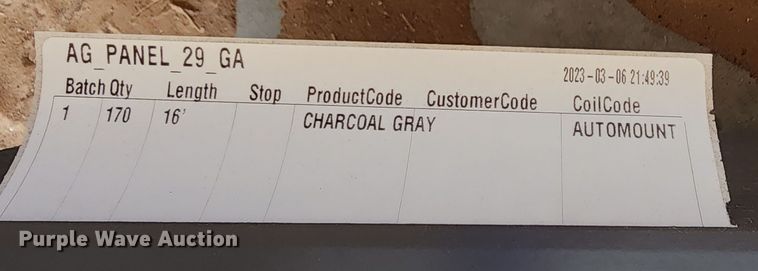 AG_PANEL_29_GA
2023-03-06 21:49:39
Batch Qty Length Stop ProductCode CustomerCode CoilCode
1 170 16' CHARCOAL GRAY AUTOMOUNT
Purple Wave Auction